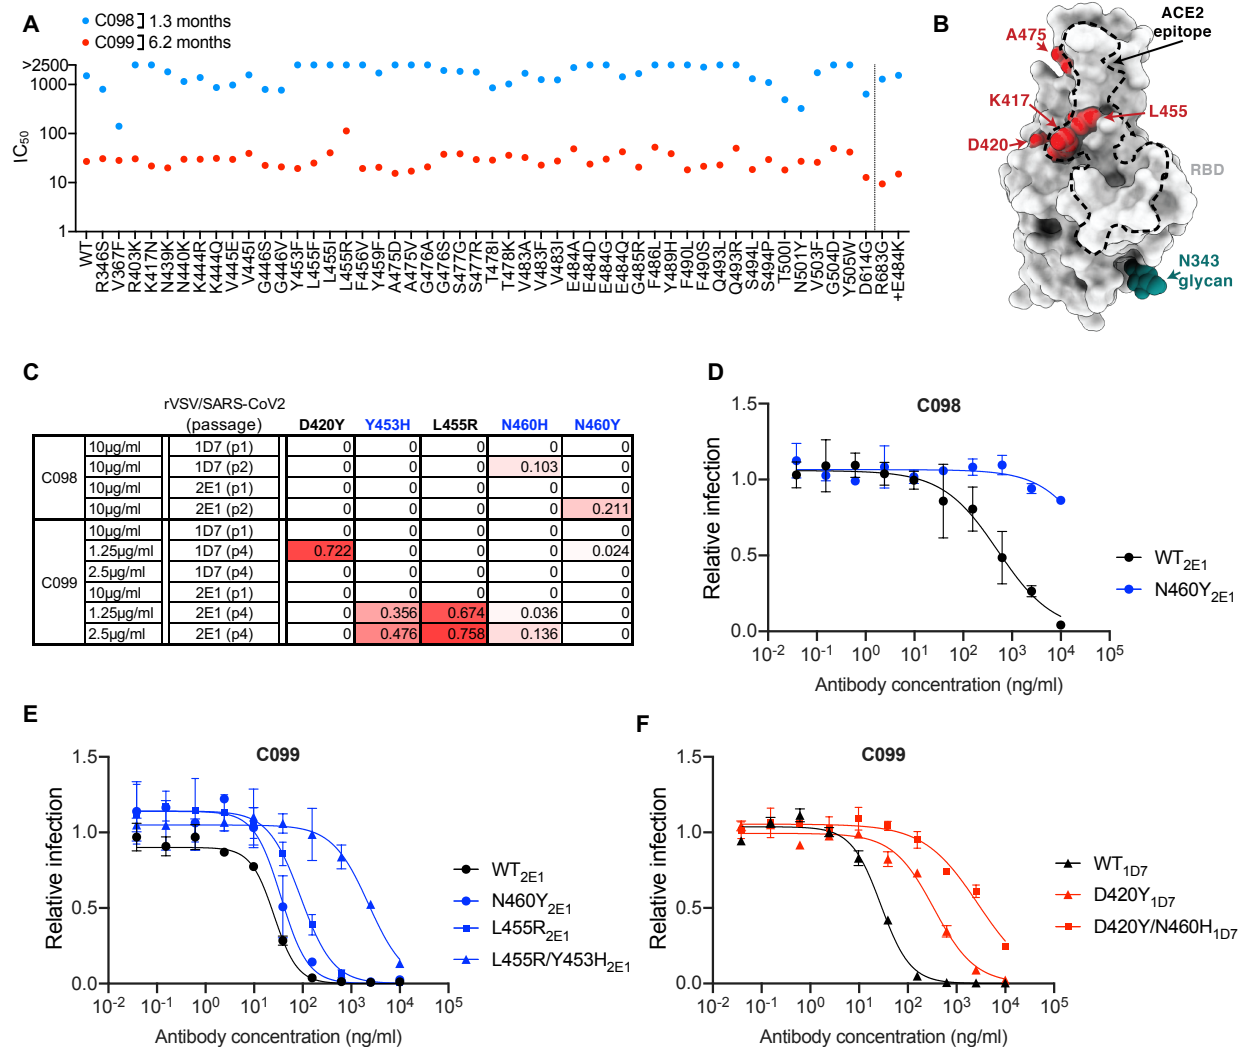 A
C098 ] 1.3 months
C099 ] 6.2 months
IC50
>2500
1000
100
10
1
WT R346S V367F R403K K417N N439K N440K K444R K444Q V445E V445I G446S G446V Y453F L455F L455I L455R F456V Y459F A475D A475V G476A G476S S477G S477R T478I T478K V483A V483F V483I E484A E484D E484G E484Q G485R F486L Y489H F490L F490S Q493L Q493R S494L S494P T500I N501Y V503F G504D Y505W D614G R683G +E484K
B
A475
ACE2
epitope
K417
L455
D420
RBD
N343
glycan
C
rVSV/SARS-CoV2
(passage) D420Y Y453H L455R N460H N460Y
C098
10µg/ml 1D7 (p1) 0 0 0 0 0
10µg/ml 1D7 (p2) 0 0 0 0.103 0
10µg/ml 2E1 (p1) 0 0 0 0 0
10µg/ml 2E1 (p2) 0 0 0 0 0.211
C099
10µg/ml 1D7 (p1) 0 0 0 0 0
1.25µg/ml 1D7 (p4) 0.722 0 0 0 0.024
2.5µg/ml 1D7 (p4) 0 0 0 0 0
10µg/ml 2E1 (p1) 0 0 0 0 0
1.25µg/ml 2E1 (p4) 0 0.356 0.674 0.036 0
2.5µg/ml 2E1 (p4) 0 0.476 0.758 0.136 0
D
C098
Relative infection
1.5
1.0
0.5
0.0
10-2 10-1 100 101 102 103 104 105
Antibody concentration (ng/ml)
WT2E1
N460Y2E1
E
C099
Relative infection
1.5
1.0
0.5
0.0
10-2 10-1 100 101 102 103 104 105
Antibody concentration (ng/ml)
WT2E1
N460Y2E1
L455R2E1
L455R/Y453H2E1
F
C099
Relative infection
1.5
1.0
0.5
0.0
10-2 10-1 100 101 102 103 104 105
Antibody concentration (ng/ml)
WT1D7
D420Y1D7
D420Y/N460H1D7